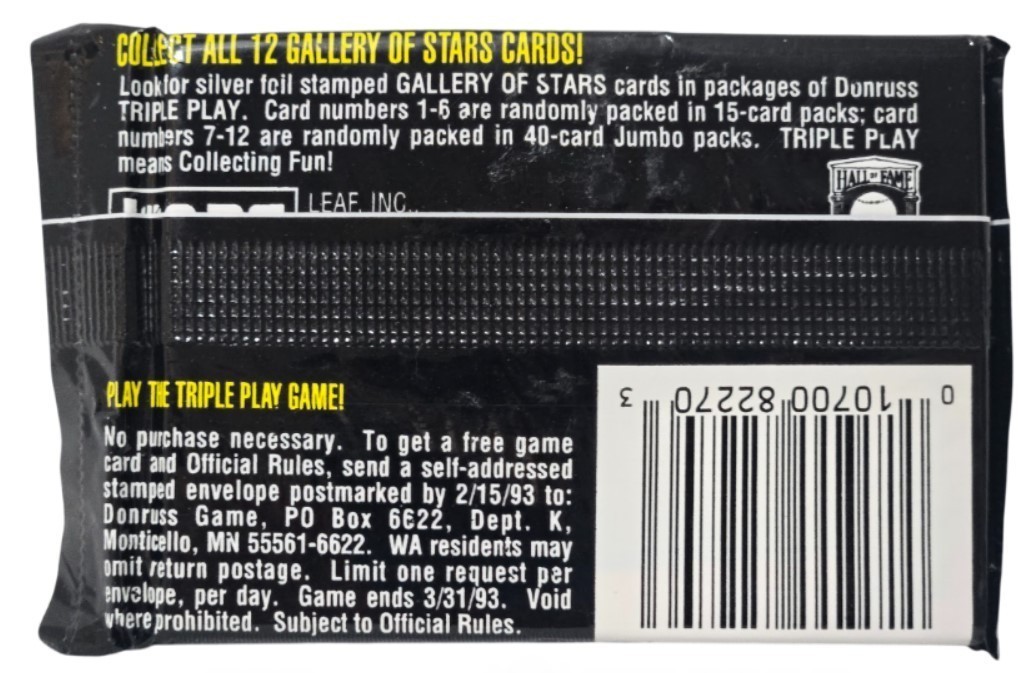 COLLECT ALL 12 GALLERY OF STARS CARDS!
Look for silver foil stamped GALLERY OF STARS cards in packages of Donruss
TRIPLE PLAY. Card numbers 1-6 are randomly packed in 15-card packs; card
numbers 7-12 are randomly packed in 40-card Jumbo packs. TRIPLE PLAY
means Collecting Fun!
HALL OF FAME
LEAF, INC.,
PLAY THE TRIPLE PLAY GAME!
No purchase necessary. To get a free game
card and Official Rules, send a self-addressed
stamped envelope postmarked by 2/15/93 to:
Donruss Game, PO Box 6622, Dept. K,
Monticello, MN 55561-6622. WA residents may
omit return postage. Limit one request per
envelope, per day. Game ends 3/31/93. Void
where prohibited. Subject to Official Rules.
0 10700 82270 3